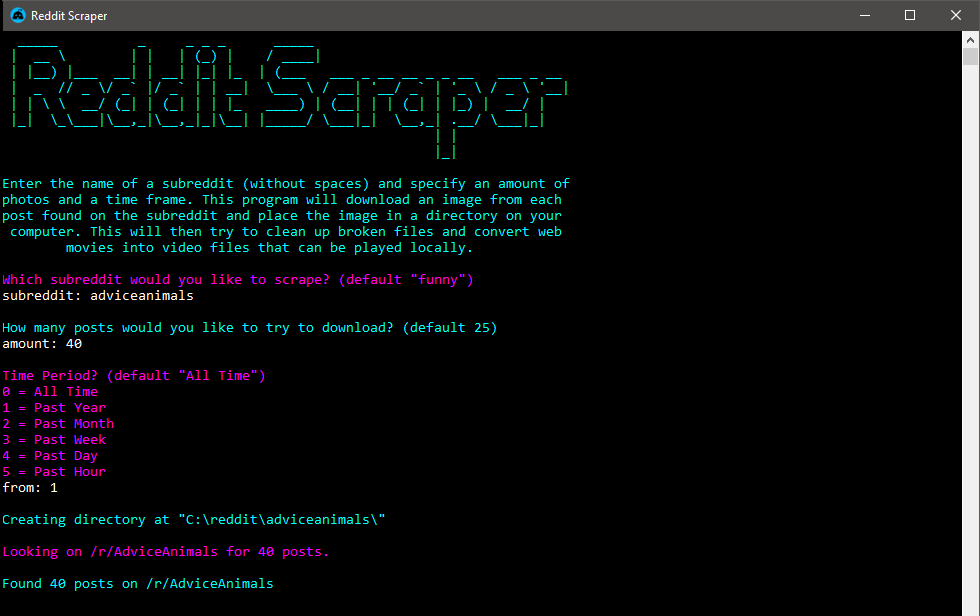 Reddit Scraper
Reddit Scraper
Enter the name of a subreddit (without spaces) and specify an amount of
photos and a time frame. This program will download an image from each
post found on the subreddit and place the image in a directory on your
computer. This will then try to clean up broken files and convert web
movies into video files that can be played locally.
Which subreddit would you like to scrape? (default "funny")
subreddit: adviceanimals
How many posts would you like to try to download? (default 25)
amount: 40
Time Period? (default "All Time")
0 = All Time
1 = Past Year
2 = Past Month
3 = Past Week
4 = Past Day
5 = Past Hour
from: 1
Creating directory at "C:\reddit\adviceanimals\"
Looking on /r/AdviceAnimals for 40 posts.
Found 40 posts on /r/AdviceAnimals